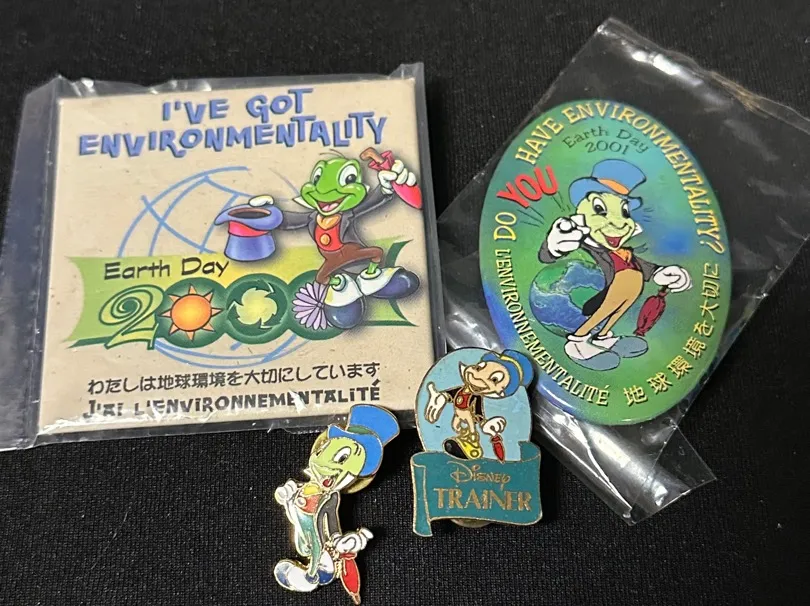 I'VE GOT
ENVIRONMENTALITY
Earth Day
2000
わたしは地球環境を大切にしています
J'AI L'ENVIRONNEMENTALITÉ
DO YOU HAVE ENVIRONMENTALITY?
Earth Day
2001
L'ENVIRONNEMENTALITÉ 地球環境を大切に
DISNEY
TRAINER